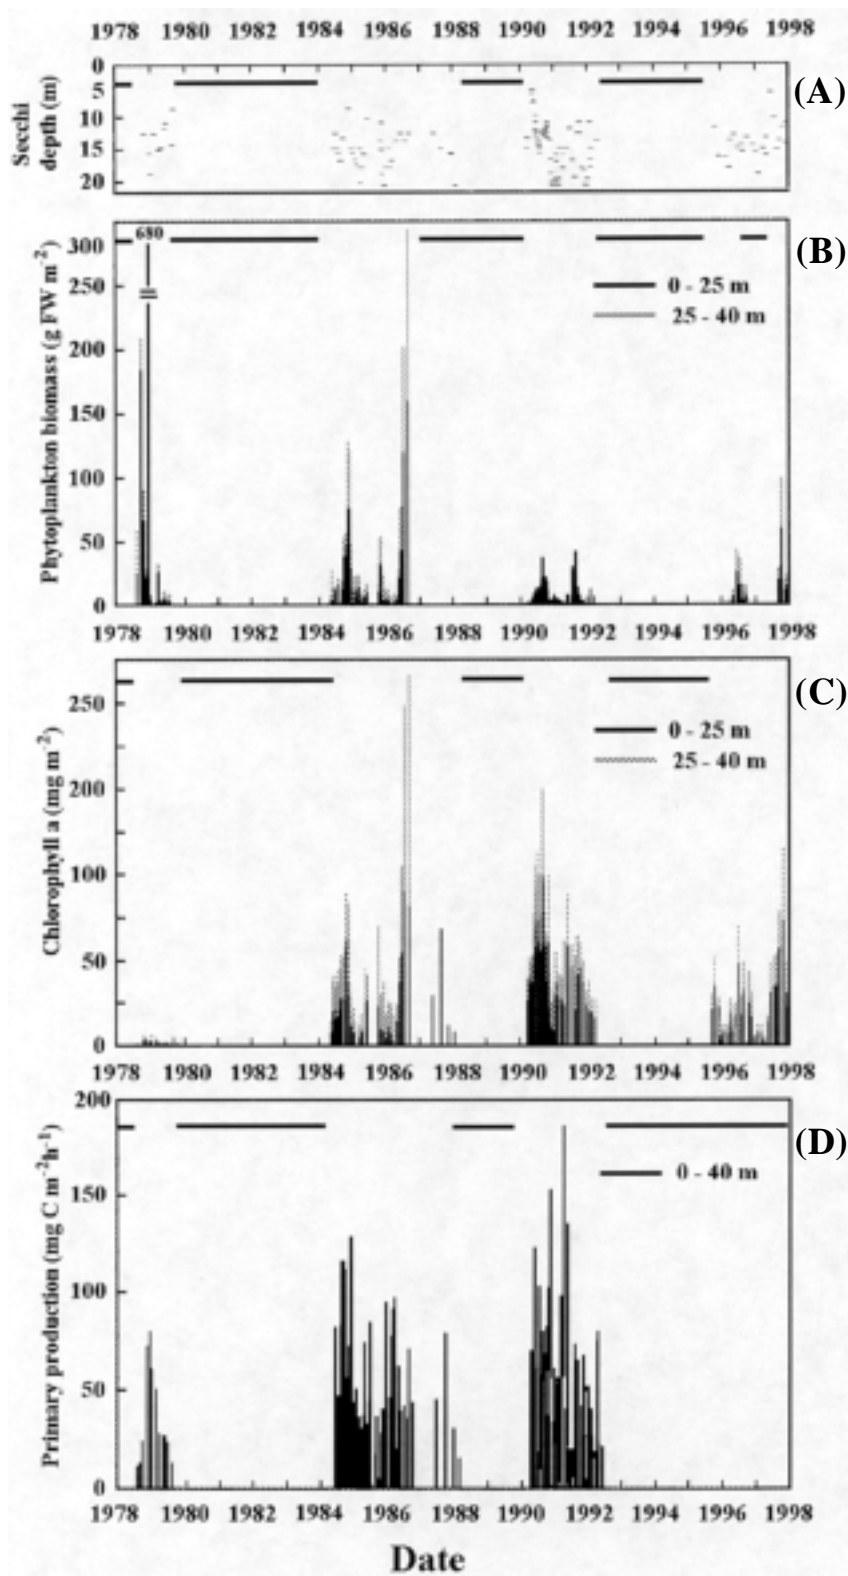 1978 1980 1982 1984 1986 1988 1990 1992 1994 1996 1998
Secchi
depth (m)
0
5
10
15
20
(A)
Phytoplankton biomass (g FW m-2)
300
250
200
150
100
50
0
680
(B)
0 - 25 m
25 - 40 m
1978 1980 1982 1984 1986 1988 1990 1992 1994 1996 1998
Chlorophyll a (mg m-2)
250
200
100
50
0
(C)
0 - 25 m
25 - 40 m
1978 1980 1982 1984 1986 1988 1990 1992 1994 1996 1998
Primary production (mg C m-2h-1)
200
150
100
50
0
(D)
0 - 40 m
1978 1980 1982 1984 1986 1988 1990 1992 1994 1996 1998
Date